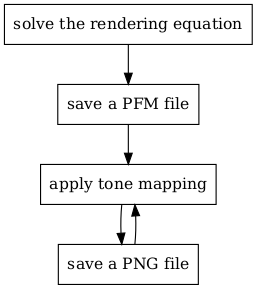 solve the rendering equation
save a PFM file
apply tone mapping
save a PNG file